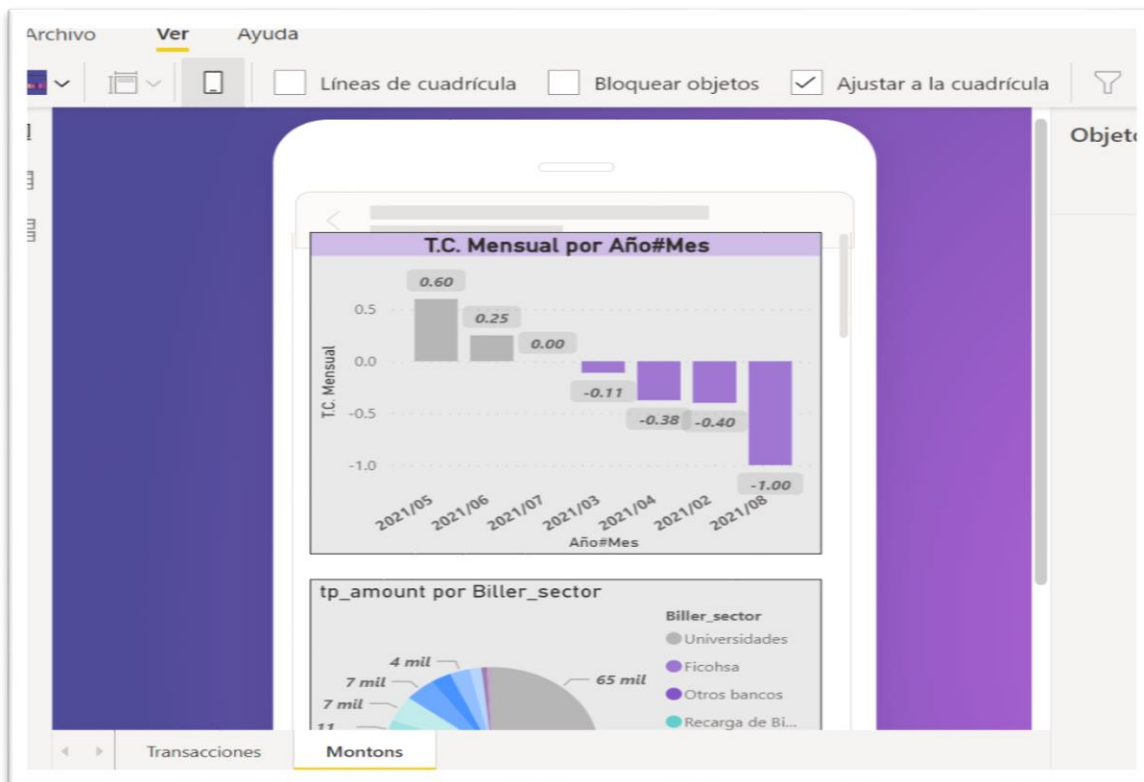 Archivo Ver Ayuda
Líneas de cuadrícula Bloquear objetos Ajustar a la cuadrícula
T.C. Mensual por Año#Mes
0.60
0.5
0.25
0.00
0.0
T.C. Mensual
-0.11
-0.5
-0.38 -0.40
-1.0
-1.00
2021/05 2021/06 2021/07 2021/03 2021/04 2021/02 2021/08
Año#Mes
tp_amount por Biller_sector
Biller_sector
Universidades
4 mil
Ficohsa
7 mil
65 mil
Otros bancos
7 mil
Recarga de Bi...
11
Transacciones Montons